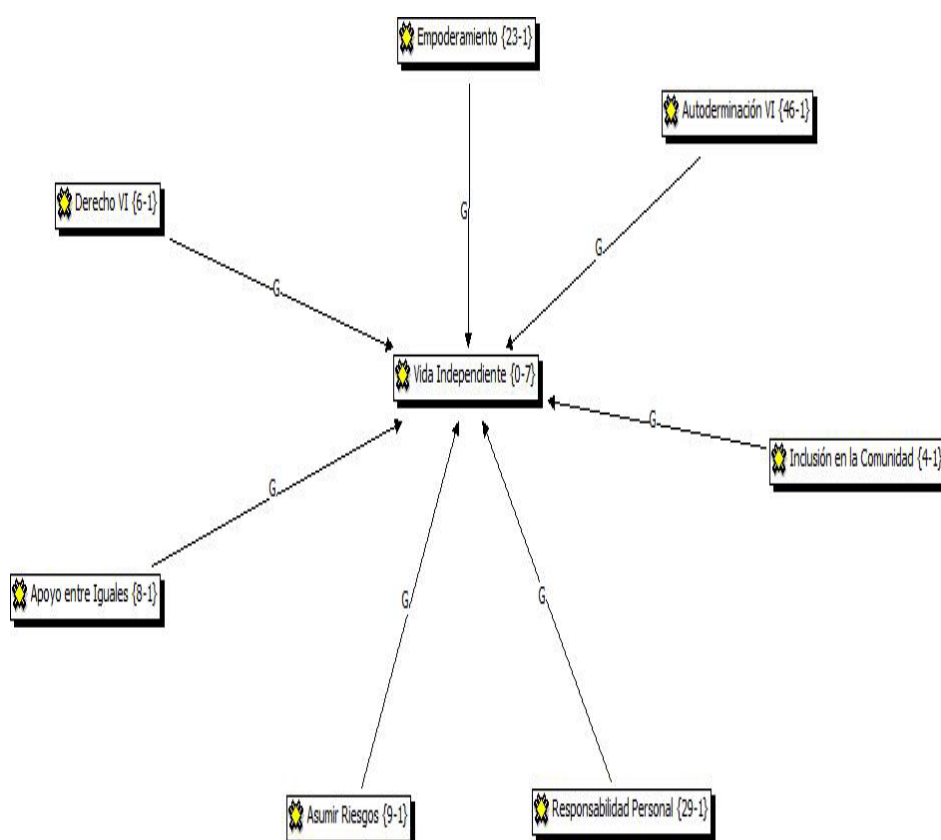 Empoderamiento {23-1}
Autoderminación VI {46-1}
Derecho VI {6-1}
G
G
G
Vida Independiente {0-7}
G
Inclusión en la Comunidad {4-1}
G
Apoyo entre Iguales {8-1}
G
G
Asumir Riesgos {9-1}
Responsabilidad Personal {29-1}